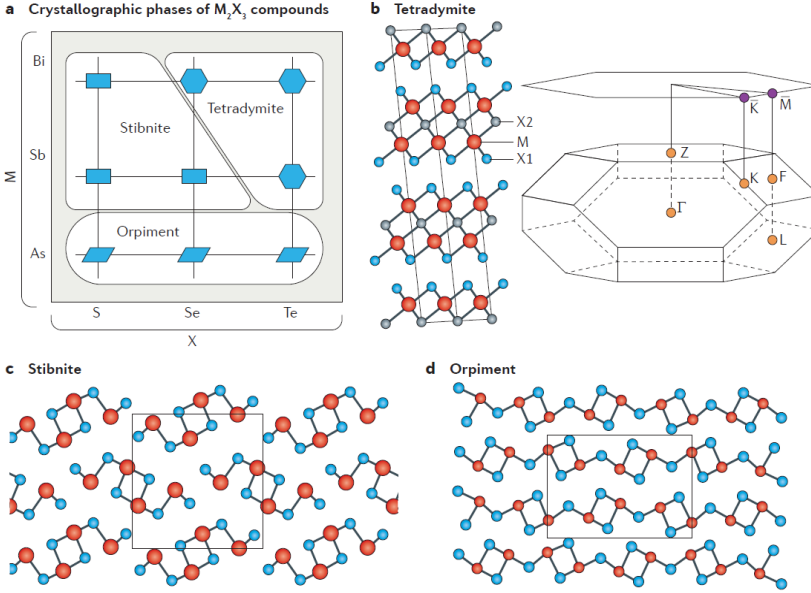 a Crystallographic phases of M₂X₃ compounds
Bi
Sb
As
M
Stibnite
Tetradymite
Orpiment
S Se Te
X
b Tetradymite
X2
M
X1
K̅ M̅
Z
K F
Γ
L
c Stibnite
d Orpiment